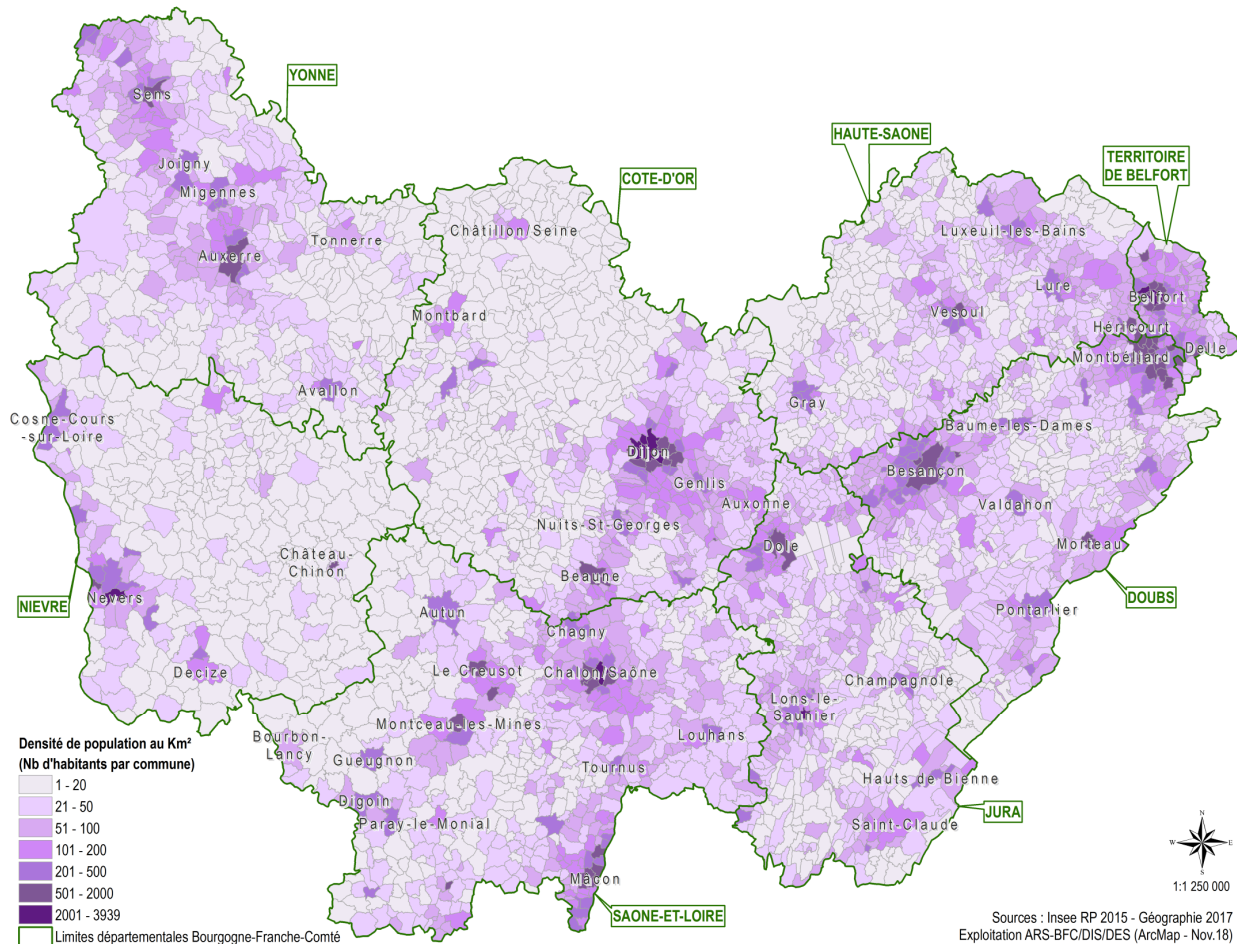 YONNE
Sens
HAUTE-SAONE
TERRITOIRE
DE BELFORT
Joigny
COTE-D'OR
Migennes
Châtillon/Seine
Luxeuil-les-Bains
Tonnerre
Auxerre
Lure
Belfort
Vesoul
Montbard
Héricourt
Delle
Montbéliard
Avallon
Gray
Cosne-Cours
-sur-Loire
Baume-les-Dames
Dijon
Besançon
Genlis
Auxonne
Valdahon
Nuits-St-Georges
Dole
Morteau
Château-
Chinon
Beaune
Nevers
NIEVRE
DOUBS
Autun
Pontarlier
Chagny
Decize
Le Creusot
Chalon/Saône
Champagnole
Lons-le-
Saunier
Montceau-les-Mines
Bourbon-
Lancy
Louhans
Gueugnon
Tournus
Hauts de Bienne
Digoin
Paray-le-Monial
Saint-Claude
JURA
Mâcon
SAONE-ET-LOIRE
Densité de population au Km²
(Nb d'habitants par commune)
1 - 20
21 - 50
51 - 100
101 - 200
201 - 500
501 - 2000
2001 - 3939
Limites départementales Bourgogne-Franche-Comté
N
W E
S
1:1 250 000
Sources : Insee RP 2015 - Géographie 2017
Exploitation ARS-BFC/DIS/DES (ArcMap - Nov.18)